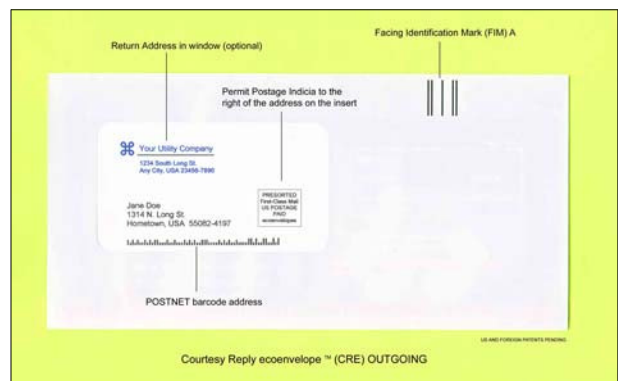 Facing Identification Mark (FIM) A
Return Address in window (optional)
Permit Postage Indicia to the
right of the address on the insert
Your Utility Company
1234 South Long St.
Any City, USA 23456-7890
PRESORTED
First-Class Mail
US POSTAGE
PAID
ecoenvelopes
Jane Doe
1314 N. Long St.
Hometown, USA 55082-4197
POSTNET barcode address
US AND FOREIGN PATENTS PENDING
Courtesy Reply ecoenvelope ™ (CRE) OUTGOING